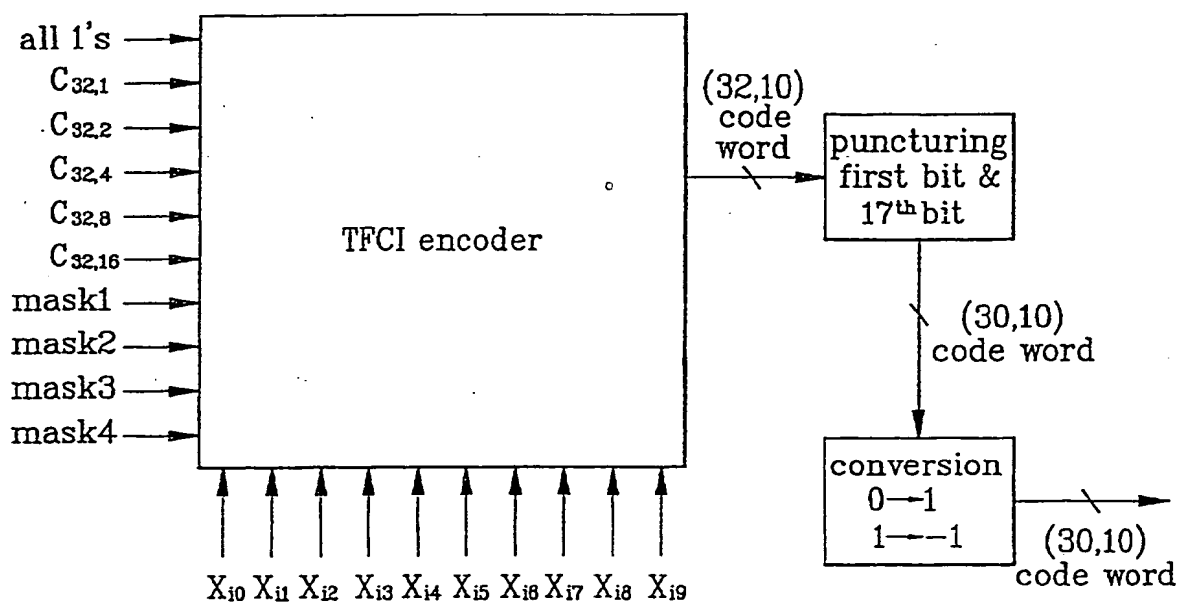 all 1's
C32,1
C32,2
C32,4
C32,8
C32,16
mask1
mask2
mask3
mask4
TFCI encoder
Xi0 Xi1 Xi2 Xi3 Xi4 Xi5 Xi6 Xi7 Xi8 Xi9
(32,10)
code
word
puncturing
first bit &
17th bit
(30,10)
code word
conversion
0→1
1→-1
(30,10)
code word